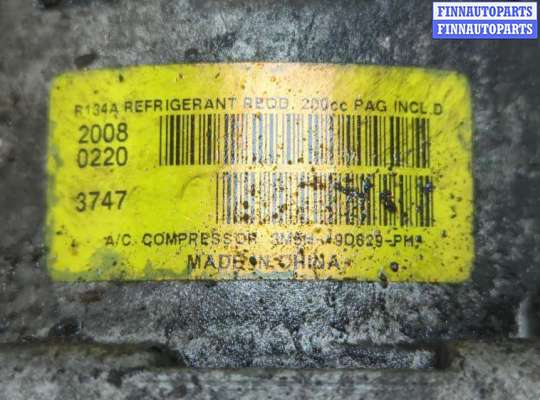 FINNAUTOPARTS
FINNAUTOPARTS
R134A REFRIGERANT REQD. 200cc PAG INCL.D
2008
0220
3747
A/C. COMPRESSOR
MADE IN CHINA